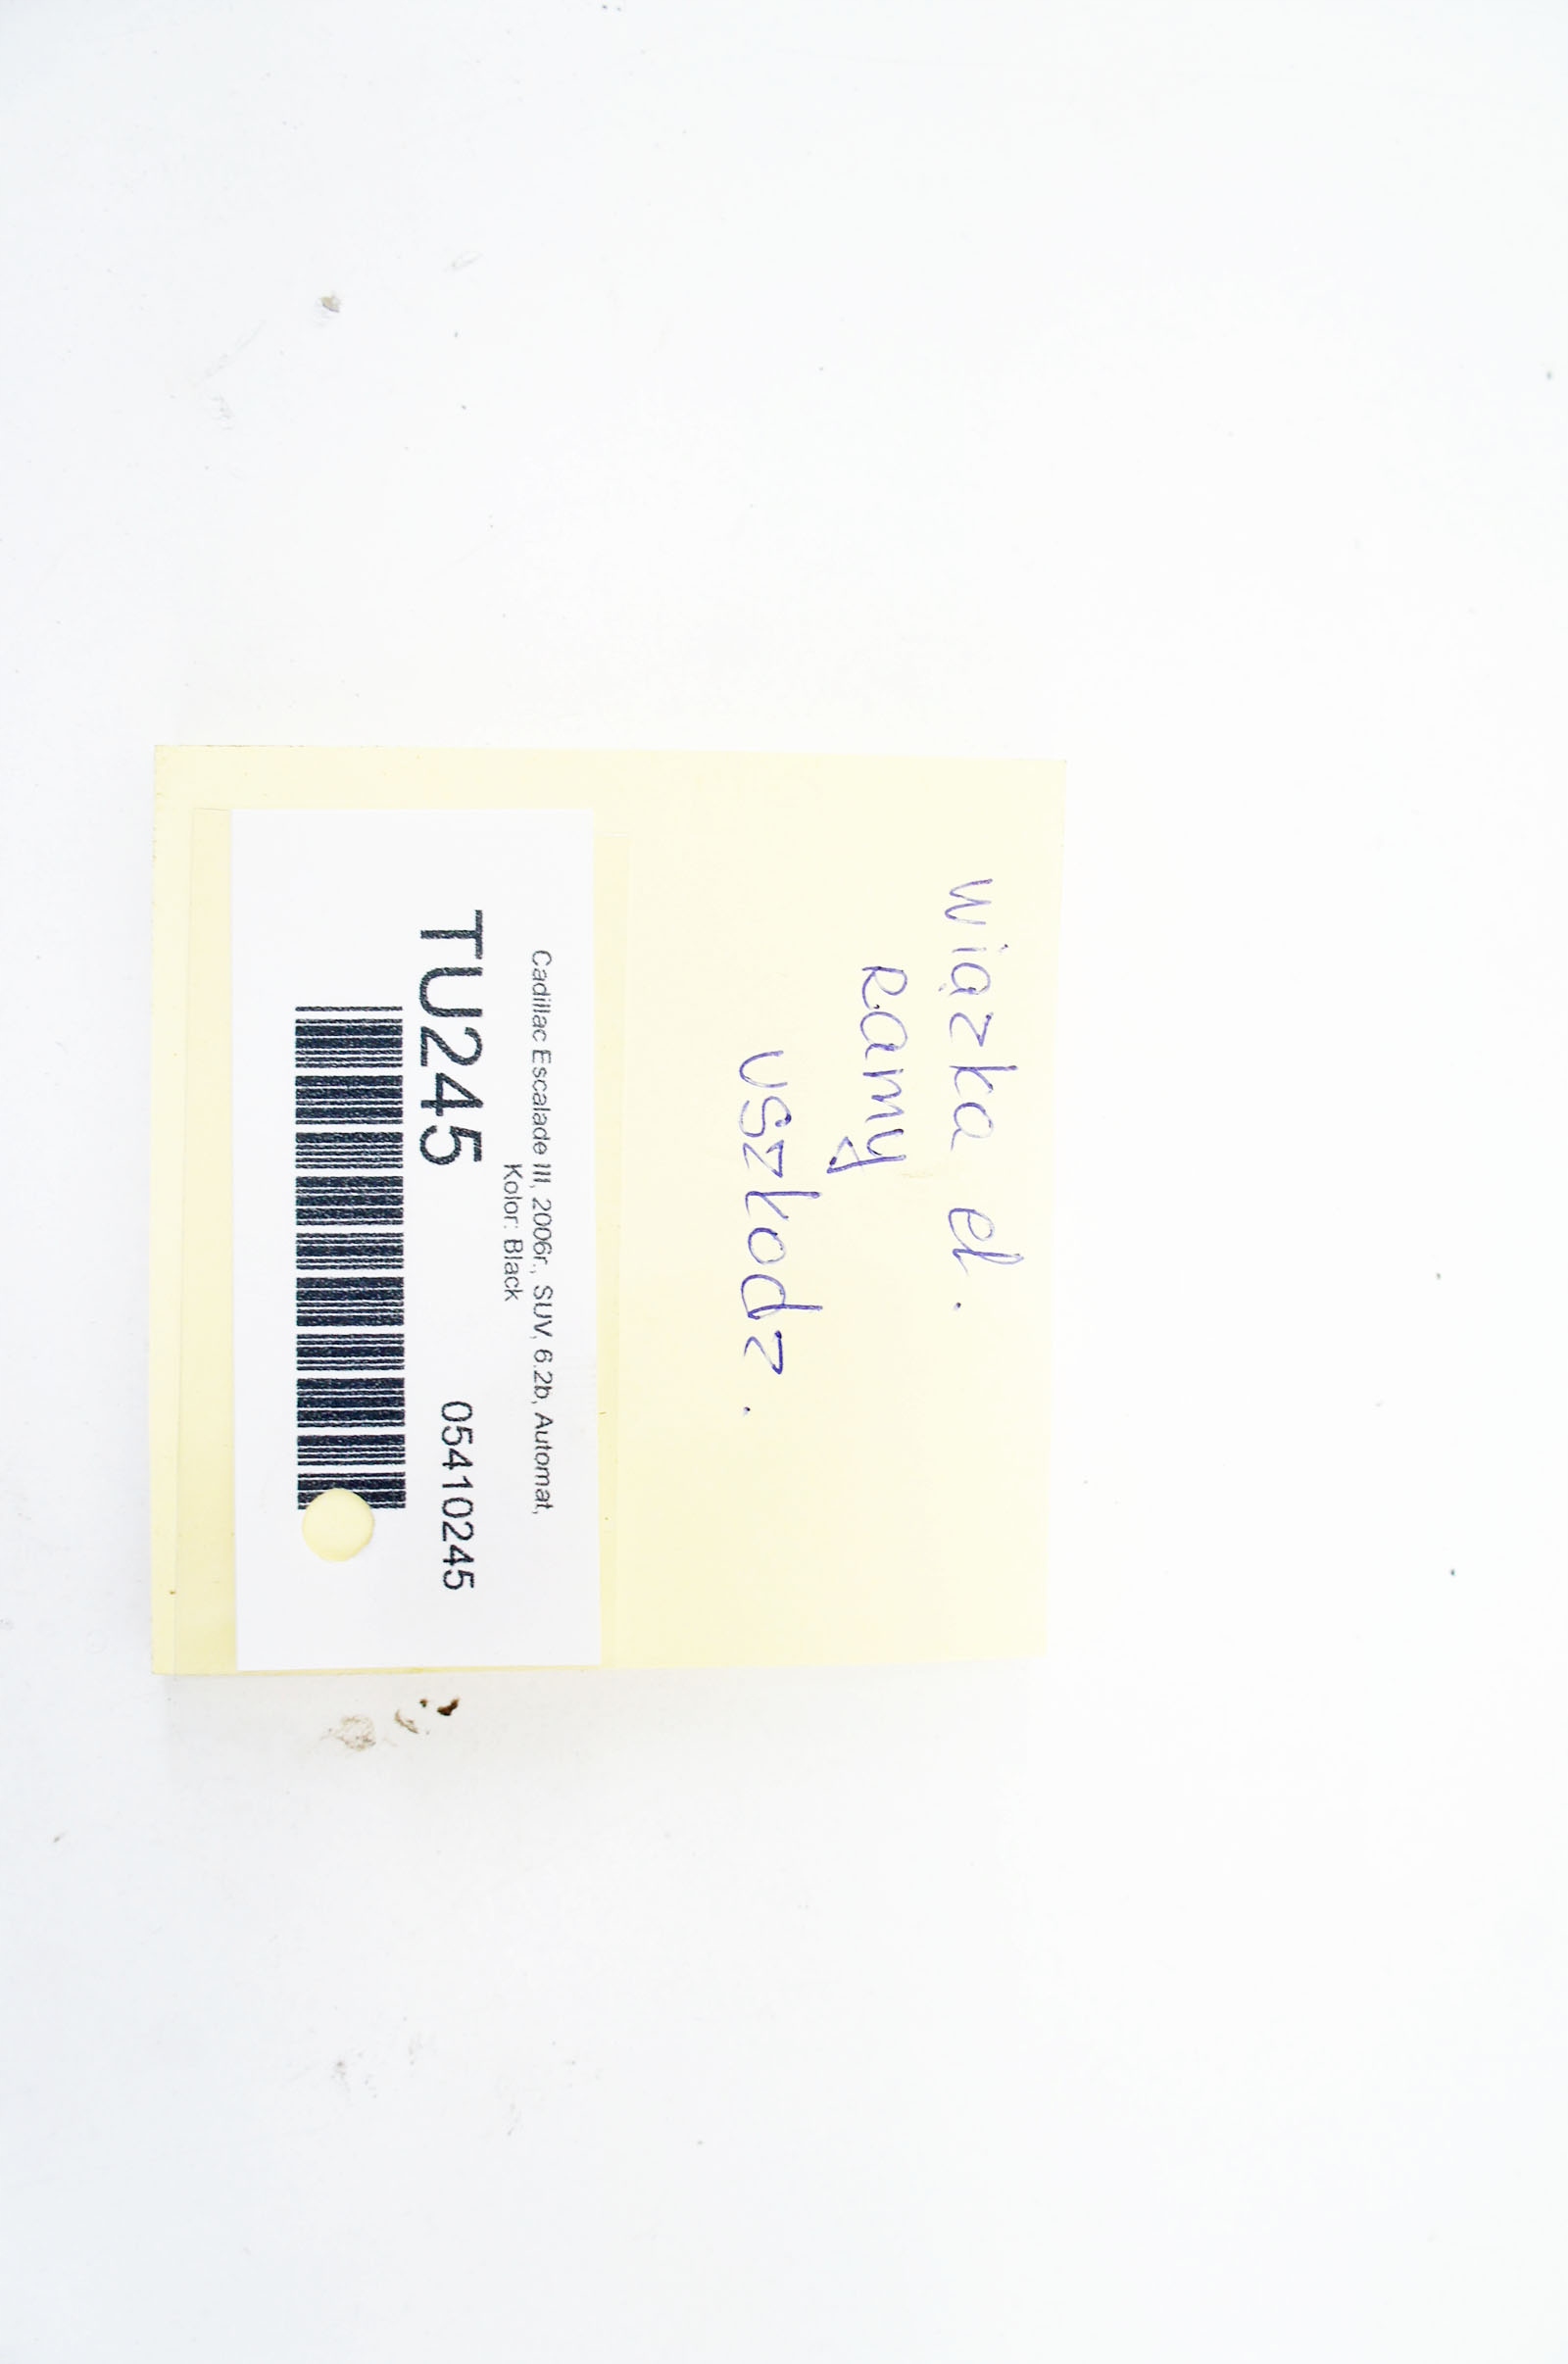 wiązka el.
Ramy
uszkodz.
Cadillac Escalade III, 2006r., SUV, 6.2b, Automat,
Kolor: Black
TU245 05410245